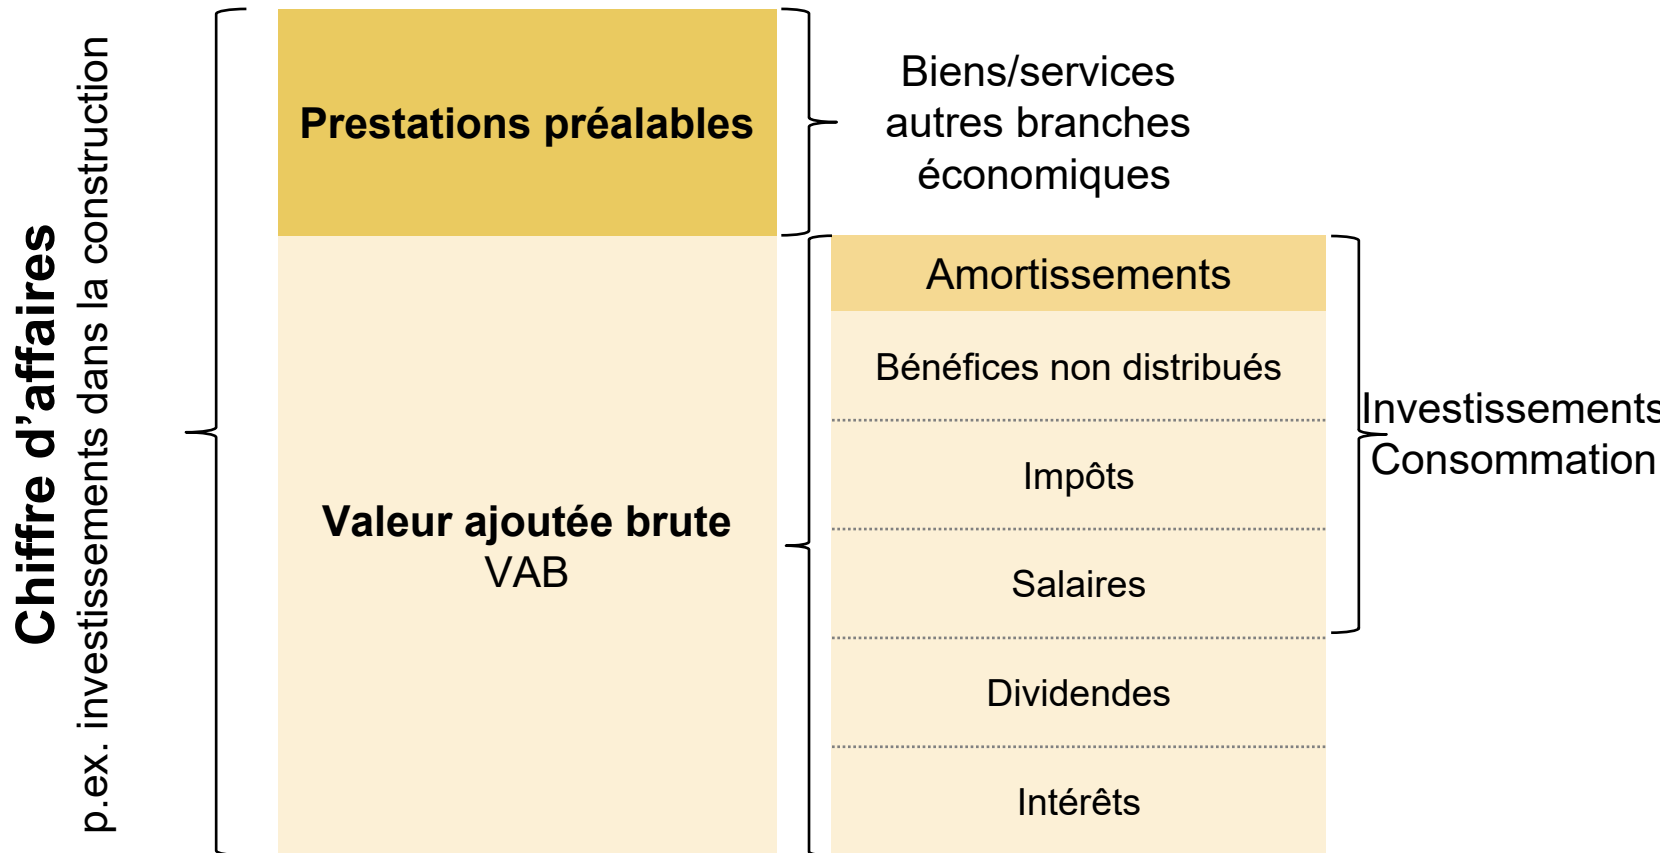 Chiffre d’affaires
p.ex. investissements dans la construction
Prestations préalables
Biens/services
autres branches
économiques
Valeur ajoutée brute
VAB
Amortissements
Bénéfices non distribués
Impôts
Salaires
Dividendes
Intérêts
Investissements
Consommation